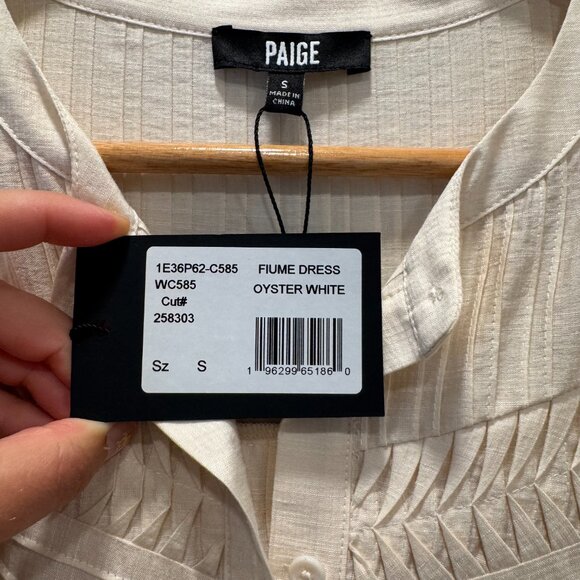 PAIGE
S
MADE IN
CHINA
1E36P62-C585 FIUME DRESS
WC585 OYSTER WHITE
Cut#
258303
Sz S
1 96299 65186 0